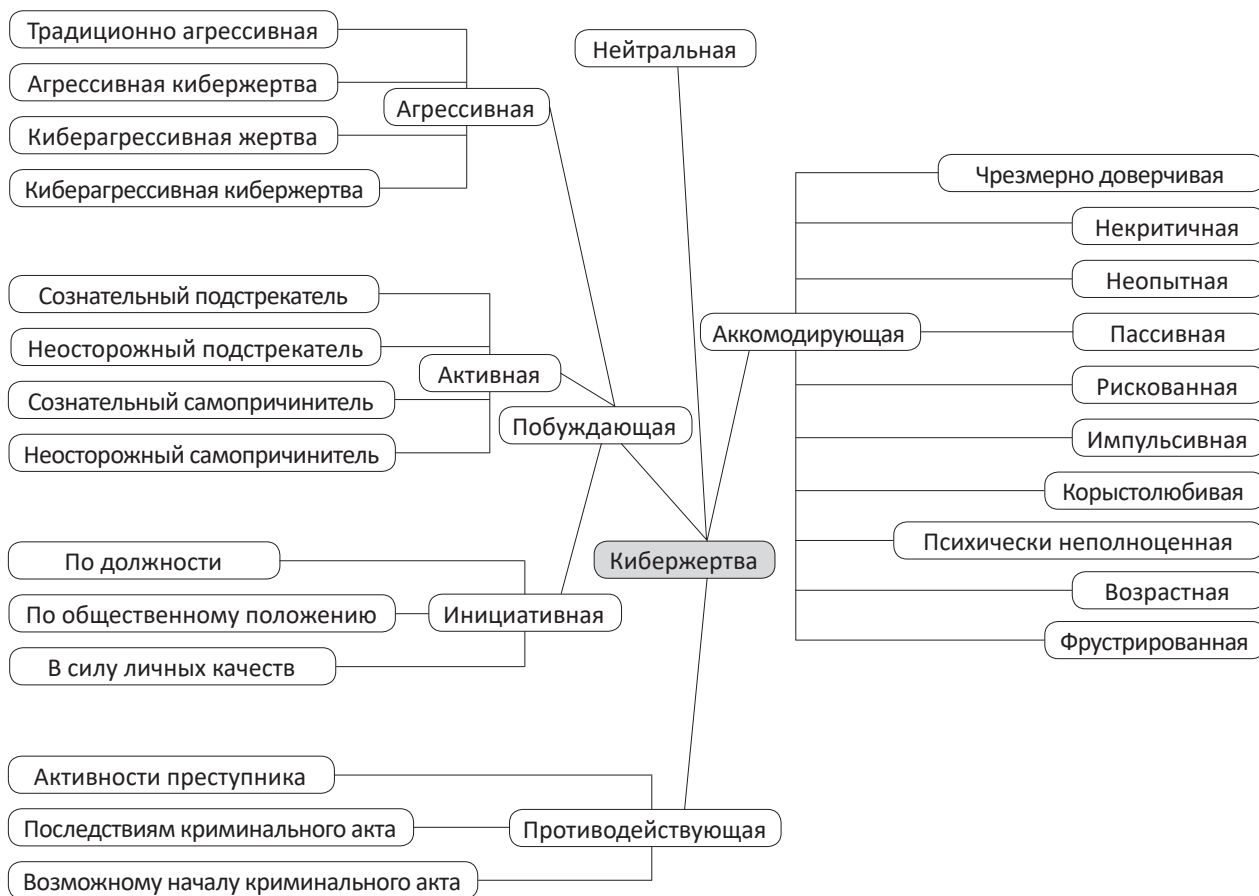 Традиционно агрессивная
Агрессивная кибержертва
Киберагрессивная жертва
Киберагрессивная кибержертва
Агрессивная
Нейтральная
Сознательный подстрекатель
Неосторожный подстрекатель
Сознательный самопричинитель
Неосторожный самопричинитель
Активная
Побуждающая
По должности
По общественному положению
В силу личных качеств
Инициативная
Кибержертва
Активности преступника
Последствиям криминального акта
Возможному началу криминального акта
Противодействующая
Аккомодирующая
Чрезмерно доверчивая
Некритичная
Неопытная
Пассивная
Рискованная
Импульсивная
Корыстолюбивая
Психически неполноценная
Возрастная
Фрустрированная